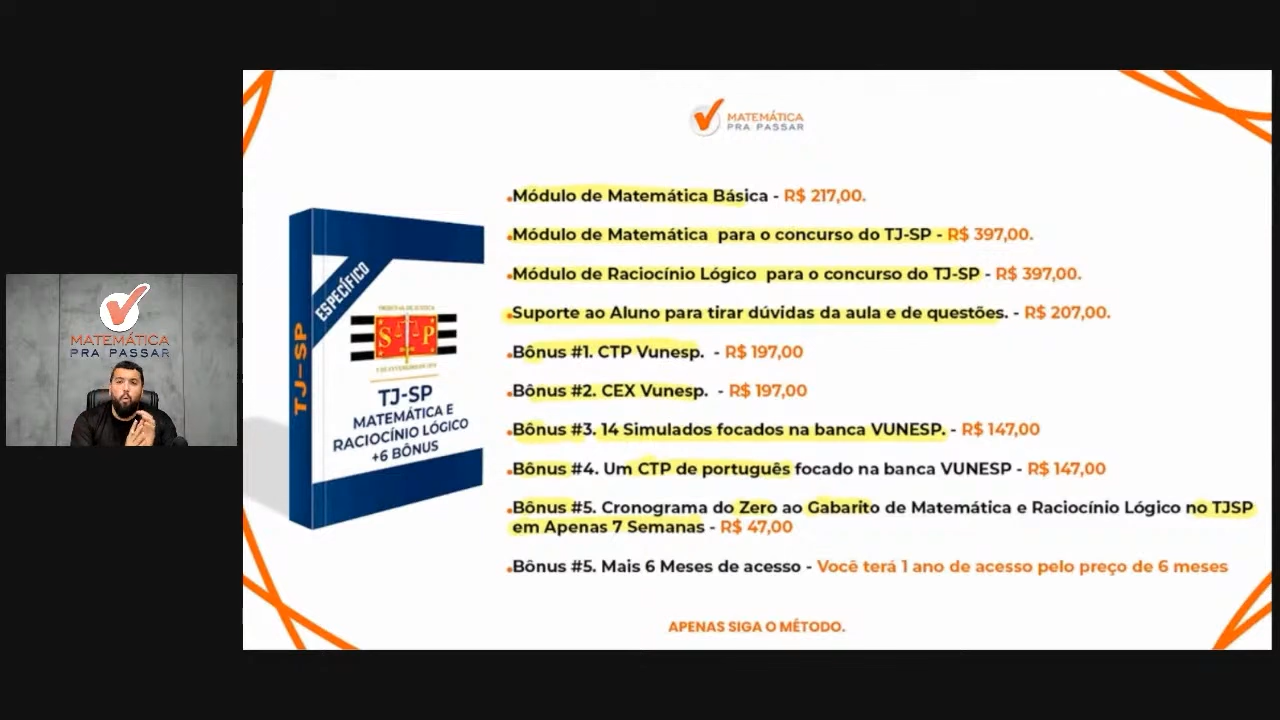 MATEMÁTICA
PRA PASSAR
MATEMÁTICA
PRA PASSAR
TJ-SP
ESPECÍFICO
S P
TJ-SP
MATEMÁTICA E
RACIOCÍNIO LÓGICO
+6 BÔNUS
Módulo de Matemática Básica - R$ 217,00.
Módulo de Matemática para o concurso do TJ-SP - R$ 397,00.
Módulo de Raciocínio Lógico para o concurso do TJ-SP - R$ 397,00.
Suporte ao Aluno para tirar dúvidas da aula e de questões. - R$ 207,00.
Bônus #1. CTP Vunesp. - R$ 197,00
Bônus #2. CEX Vunesp. - R$ 197,00
Bônus #3. 14 Simulados focados na banca VUNESP. - R$ 147,00
Bônus #4. Um CTP de português focado na banca VUNESP - R$ 147,00
Bônus #5. Cronograma do Zero ao Gabarito de Matemática e Raciocínio Lógico no TJSP
em Apenas 7 Semanas - R$ 47,00
Bônus #5. Mais 6 Meses de acesso - Você terá 1 ano de acesso pelo preço de 6 meses
APENAS SIGA O MÉTODO.